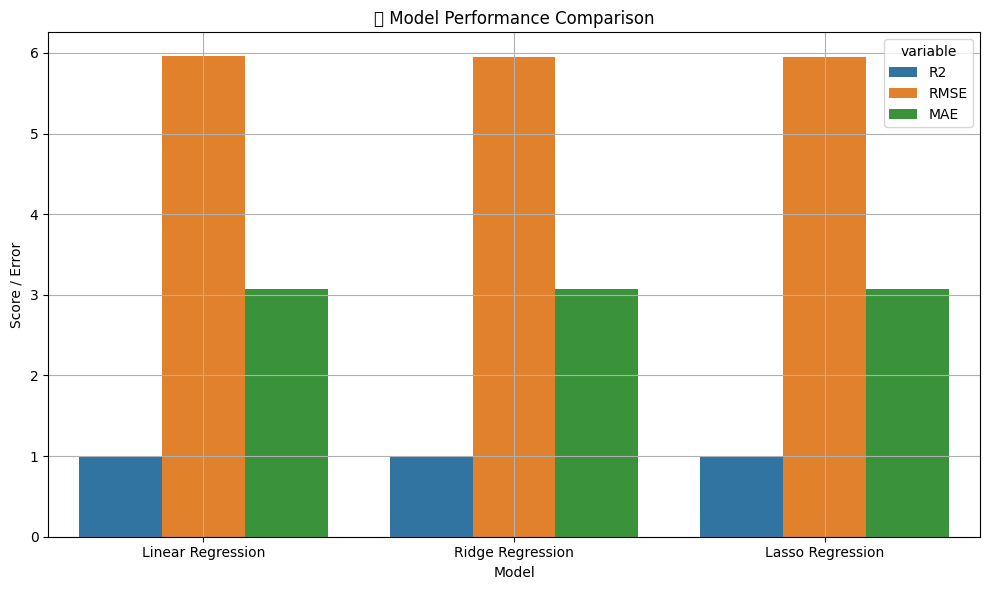 Model Performance Comparison
variable
R2
RMSE
MAE
Score / Error
6
5
4
3
2
1
0
Linear Regression
Ridge Regression
Lasso Regression
Model